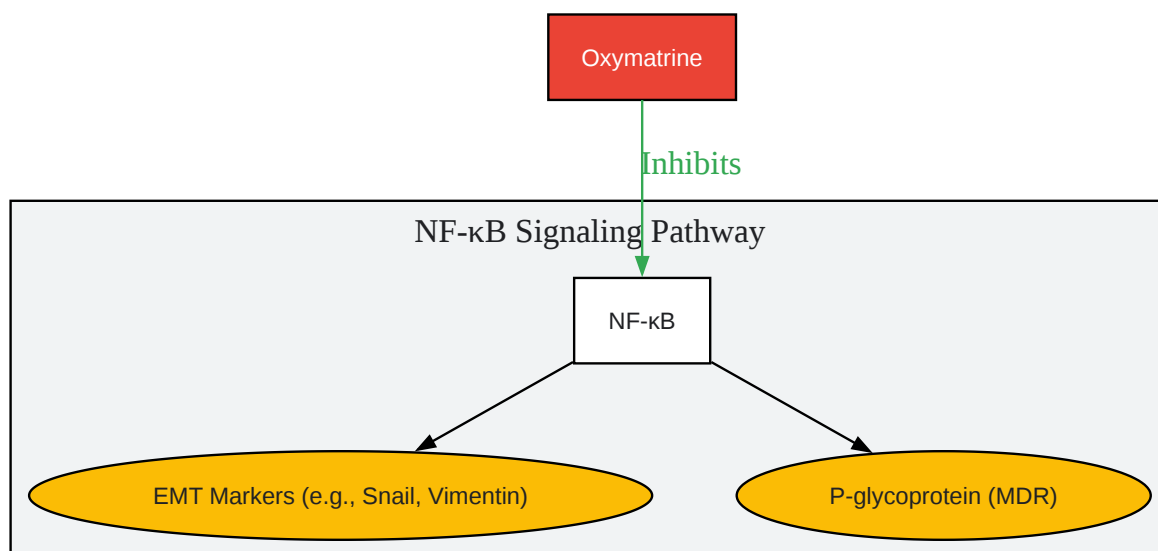 Oxymatrine
Inhibits
NF-κB Signaling Pathway
NF-κB
EMT Markers (e.g., Snail, Vimentin)
P-glycoprotein (MDR)